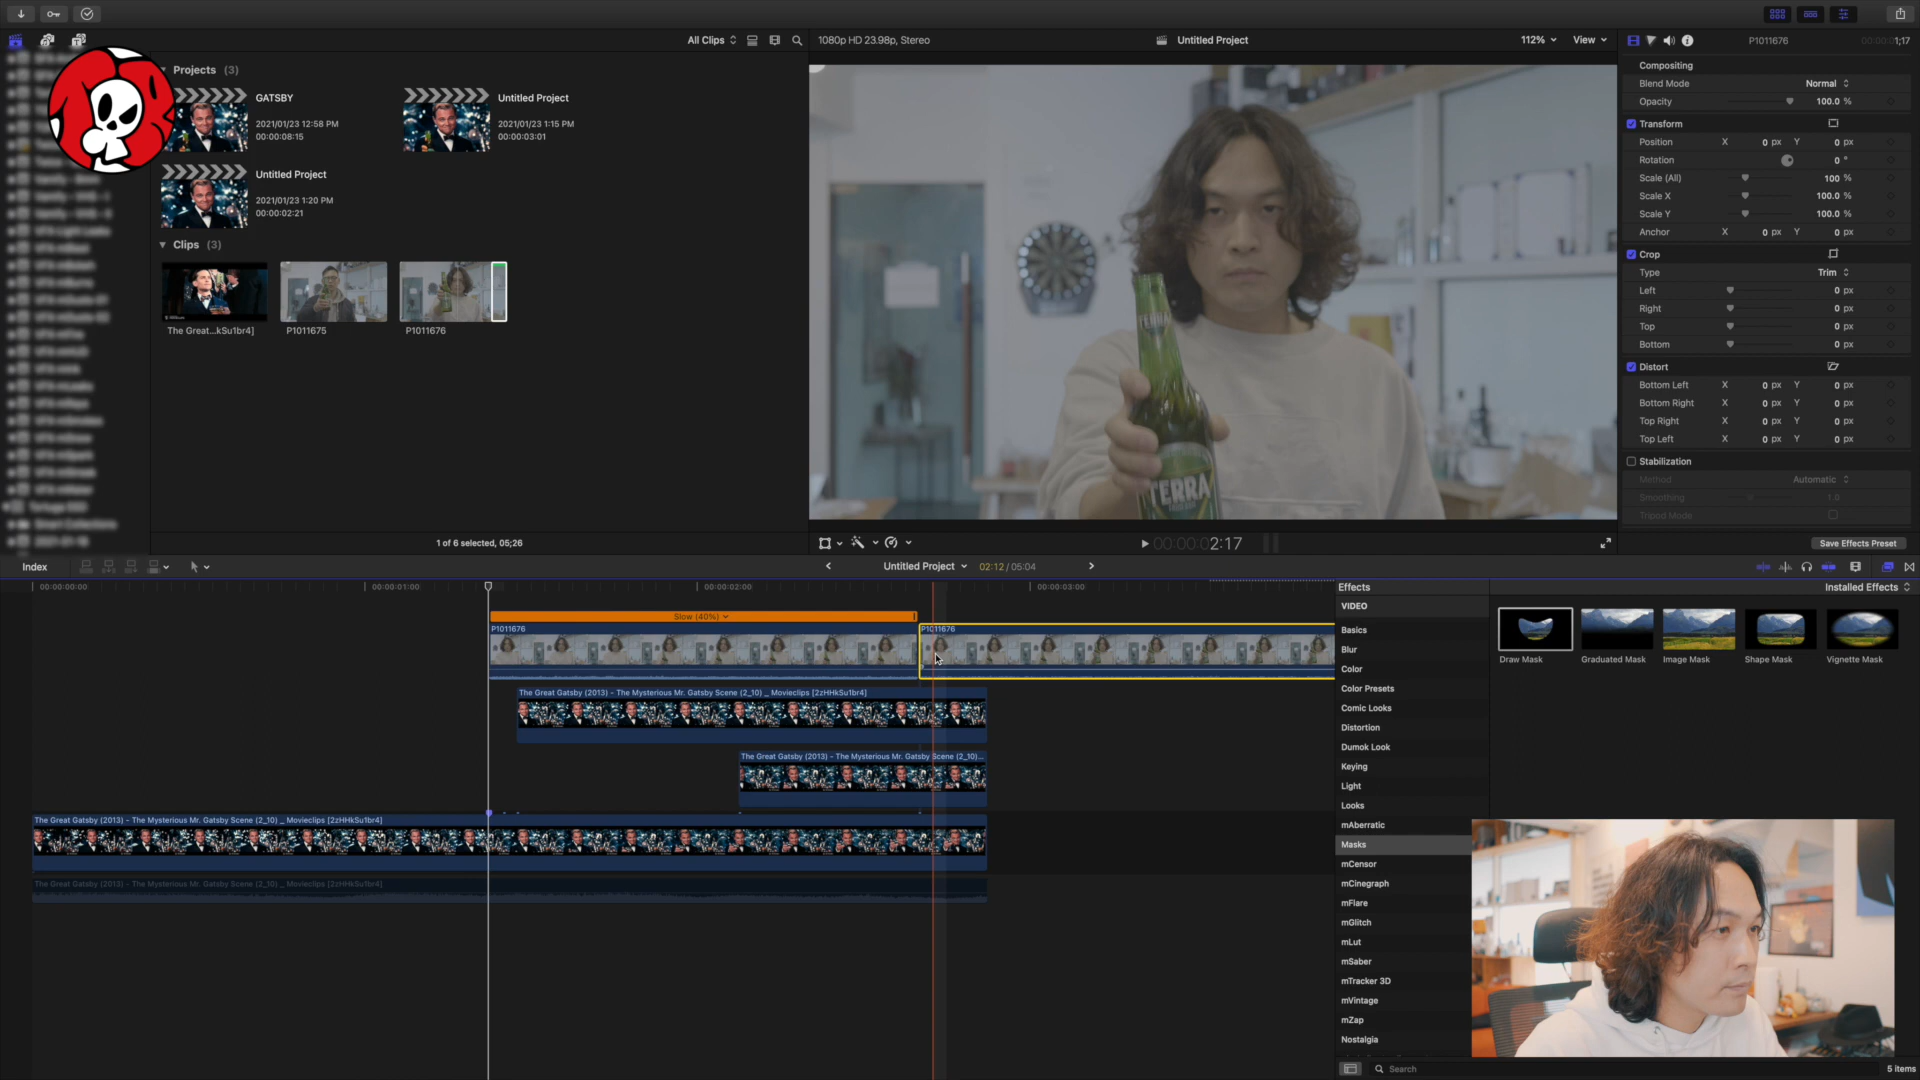 All Clips
1080p HD 23.98p, Stereo
Untitled Project
112%
View
P1011676
1;17
Projects (3)
GATSBY
2021/01/23 12:58 PM
00:00:08:15
Untitled Project
2021/01/23 1:15 PM
00:00:03:01
Untitled Project
2021/01/23 1:20 PM
00:00:02:21
Clips (3)
The Great...kSu1br4]
P1011675
P1011676
1 of 6 selected, 05;26
TERRA
TERRA
00:00:02:17
Compositing
Blend Mode
Normal
Opacity
100.0 %
Transform
Position
X 0 px Y 0 px
Rotation
0 °
Scale (All)
100 %
Scale X
100.0 %
Scale Y
100.0 %
Anchor
X 0 px Y 0 px
Crop
Type
Trim
Left
0 px
Right
0 px
Top
0 px
Bottom
0 px
Distort
Bottom Left
X 0 px Y 0 px
Bottom Right
X 0 px Y 0 px
Top Right
X 0 px Y 0 px
Top Left
X 0 px Y 0 px
Stabilization
Method
Automatic
Smoothing
1.0
Tripod Mode
Save Effects Preset
Index
Untitled Project
02:12 / 05:04
00:00:00:00
00:00:01:00
00:00:02:00
00:00:03:00
Slow (40%)
P1011676
P1011676
The Great Gatsby (2013) - The Mysterious Mr. Gatsby Scene (2_10) _ Movieclips [2zHHkSu1br4]
The Great Gatsby (2013) - The Mysterious Mr. Gatsby Scene (2_10)...
The Great Gatsby (2013) - The Mysterious Mr. Gatsby Scene (2_10) _ Movieclips [2zHHkSu1br4]
The Great Gatsby (2013) - The Mysterious Mr. Gatsby Scene (2_10) _ Movieclips [2zHHkSu1br4]
Effects
Installed Effects
VIDEO
Basics
Blur
Color
Color Presets
Comic Looks
Distortion
Dumok Look
Keying
Light
Looks
mAberratic
Masks
mCensor
mCinegraph
mFlare
mGlitch
mLut
mSaber
mTracker 3D
mVintage
mZap
Nostalgia
Draw Mask
Graduated Mask
Image Mask
Shape Mask
Vignette Mask
Search
5 items